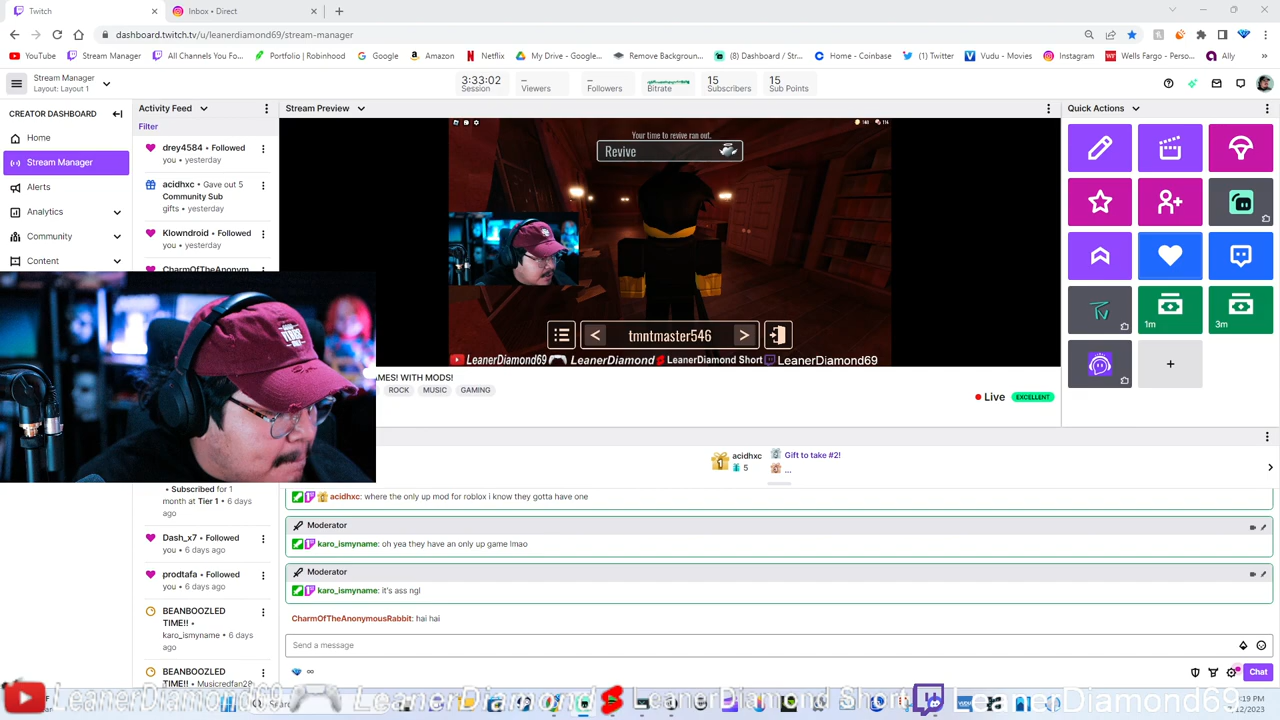 Twitch
Inbox • Direct
dashboard.twitch.tv/u/leanerdiamond69/stream-manager
YouTube
Stream Manager
All Channels You Fo...
Portfolio | Robinhood
Google
Amazon
Netflix
My Drive - Google...
Remove Backgroun...
(8) Dashboard / Str...
Home - Coinbase
(1) Twitter
Vudu - Movies
Instagram
Wells Fargo - Perso...
Ally
»
Stream Manager
Layout: Layout 1
3:33:02
Session
–
Viewers
–
Followers
Bitrate
15
Subscribers
15
Sub Points
CREATOR DASHBOARD
Home
Stream Manager
Alerts
Analytics
Community
Content
Activity Feed
Filter
drey4584 • Followed
you • yesterday
acidhxc • Gave out 5
Community Sub
gifts • yesterday
Klowndroid • Followed
you • yesterday
CharmOfTheAnonym
• Subscribed for 1
month at Tier 1 • 6 days
ago
Dash_x7 • Followed
you • 6 days ago
prodtafa • Followed
you • 6 days ago
BEANBOOZLED
TIME!! •
karo_ismyname • 6 days
ago
BEANBOOZLED
TIME!! •
Musicredfan28
Stream Preview
Your time to revive ran out.
Revive
< tmntmaster546 >
LeanerDiamond69 LeanerDiamond LeanerDiamond Short LeanerDiamond69
AMES! WITH MODS!
ROCK
MUSIC
GAMING
Live
EXCELLENT
acidhxc
5
Gift to take #2!
...
acidhxc: where the only up mod for roblox i know they gotta have one
Moderator
karo_ismyname: oh yea they have an only up game lmao
Moderator
karo_ismyname: it's ass ngl
CharmOfTheAnonymousRabbit: hai hai
Send a message
∞
Chat
Quick Actions
1m
3m
+
LeanerDiamond69 LeanerDiamond LeanerDiamond Short LeanerDiamond69